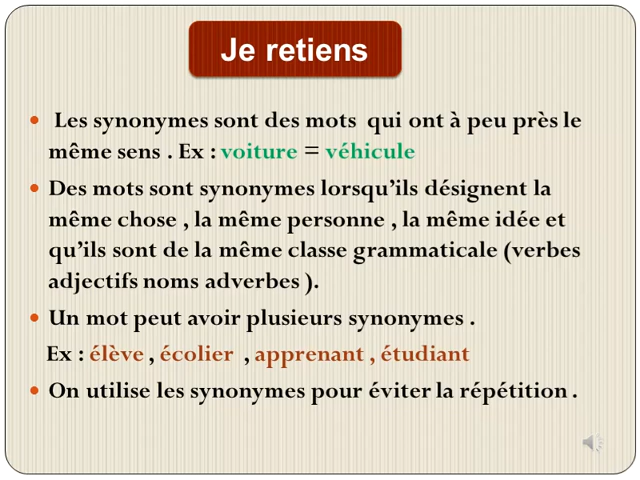 Je retiens
• Les synonymes sont des mots qui ont à peu près le
même sens . Ex : voiture = véhicule
• Des mots sont synonymes lorsqu’ils désignent la
même chose , la même personne , la même idée et
qu’ils sont de la même classe grammaticale (verbes
adjectifs noms adverbes ).
• Un mot peut avoir plusieurs synonymes .
Ex : élève , écolier , apprenant , étudiant
• On utilise les synonymes pour éviter la répétition .